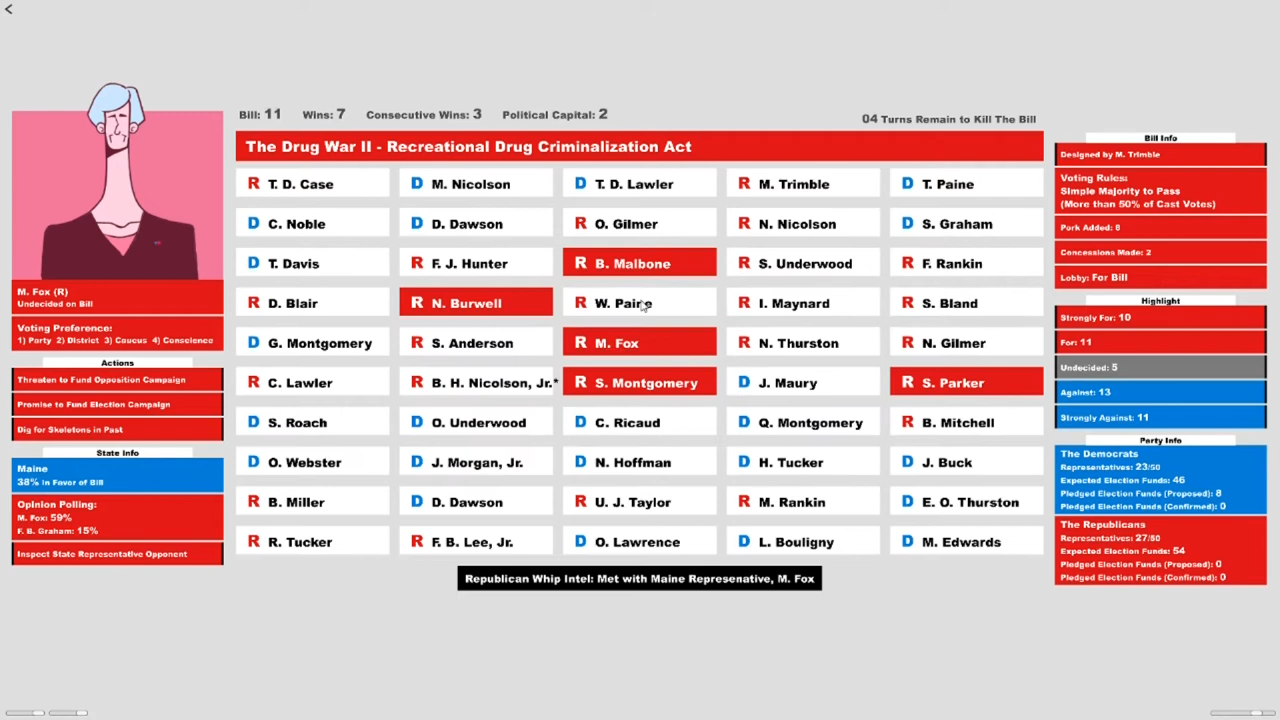 Bill: 11 Wins: 7 Consecutive Wins: 3 Political Capital: 2
04 Turns Remain to Kill The Bill
The Drug War II - Recreational Drug Criminalization Act
R T. D. Case D M. Nicolson D T. D. Lawler R M. Trimble D T. Paine
D C. Noble D D. Dawson R O. Gilmer R N. Nicolson D S. Graham
D T. Davis R F. J. Hunter R B. Malbone R S. Underwood R F. Rankin
R D. Blair R N. Burwell R W. Paine R I. Maynard R S. Bland
D G. Montgomery R S. Anderson R M. Fox R N. Thurston R N. Gilmer
R C. Lawler R B. H. Nicolson, Jr.* R S. Montgomery D J. Maury R S. Parker
D S. Roach D O. Underwood D C. Ricaud D Q. Montgomery R B. Mitchell
D O. Webster D J. Morgan, Jr. D N. Hoffman D H. Tucker D J. Buck
R B. Miller D D. Dawson R U. J. Taylor R M. Rankin D E. O. Thurston
R R. Tucker R F. B. Lee, Jr. D O. Lawrence D L. Bouligny D M. Edwards
Republican Whip Intel: Met with Maine Represenative, M. Fox
M. Fox (R)
Undecided on Bill
Voting Preference:
1) Party 2) District 3) Caucus 4) Conscience
Actions
Threaten to Fund Opposition Campaign
Promise to Fund Election Campaign
Dig for Skeletons in Past
State Info
Maine
38% in Favor of Bill
Opinion Polling:
M. Fox: 59%
F. B. Graham: 15%
Inspect State Representative Opponent
Bill Info
Designed by M. Trimble
Voting Rules:
Simple Majority to Pass
(More than 50% of Cast Votes)
Pork Added: 8
Concessions Made: 2
Lobby: For Bill
Highlight
Strongly For: 10
For: 11
Undecided: 5
Against: 13
Strongly Against: 11
Party Info
The Democrats
Representatives: 23/50
Expected Election Funds: 46
Pledged Election Funds (Proposed): 8
Pledged Election Funds (Confirmed): 0
The Republicans
Representatives: 27/50
Expected Election Funds: 54
Pledged Election Funds (Proposed): 0
Pledged Election Funds (Confirmed): 0